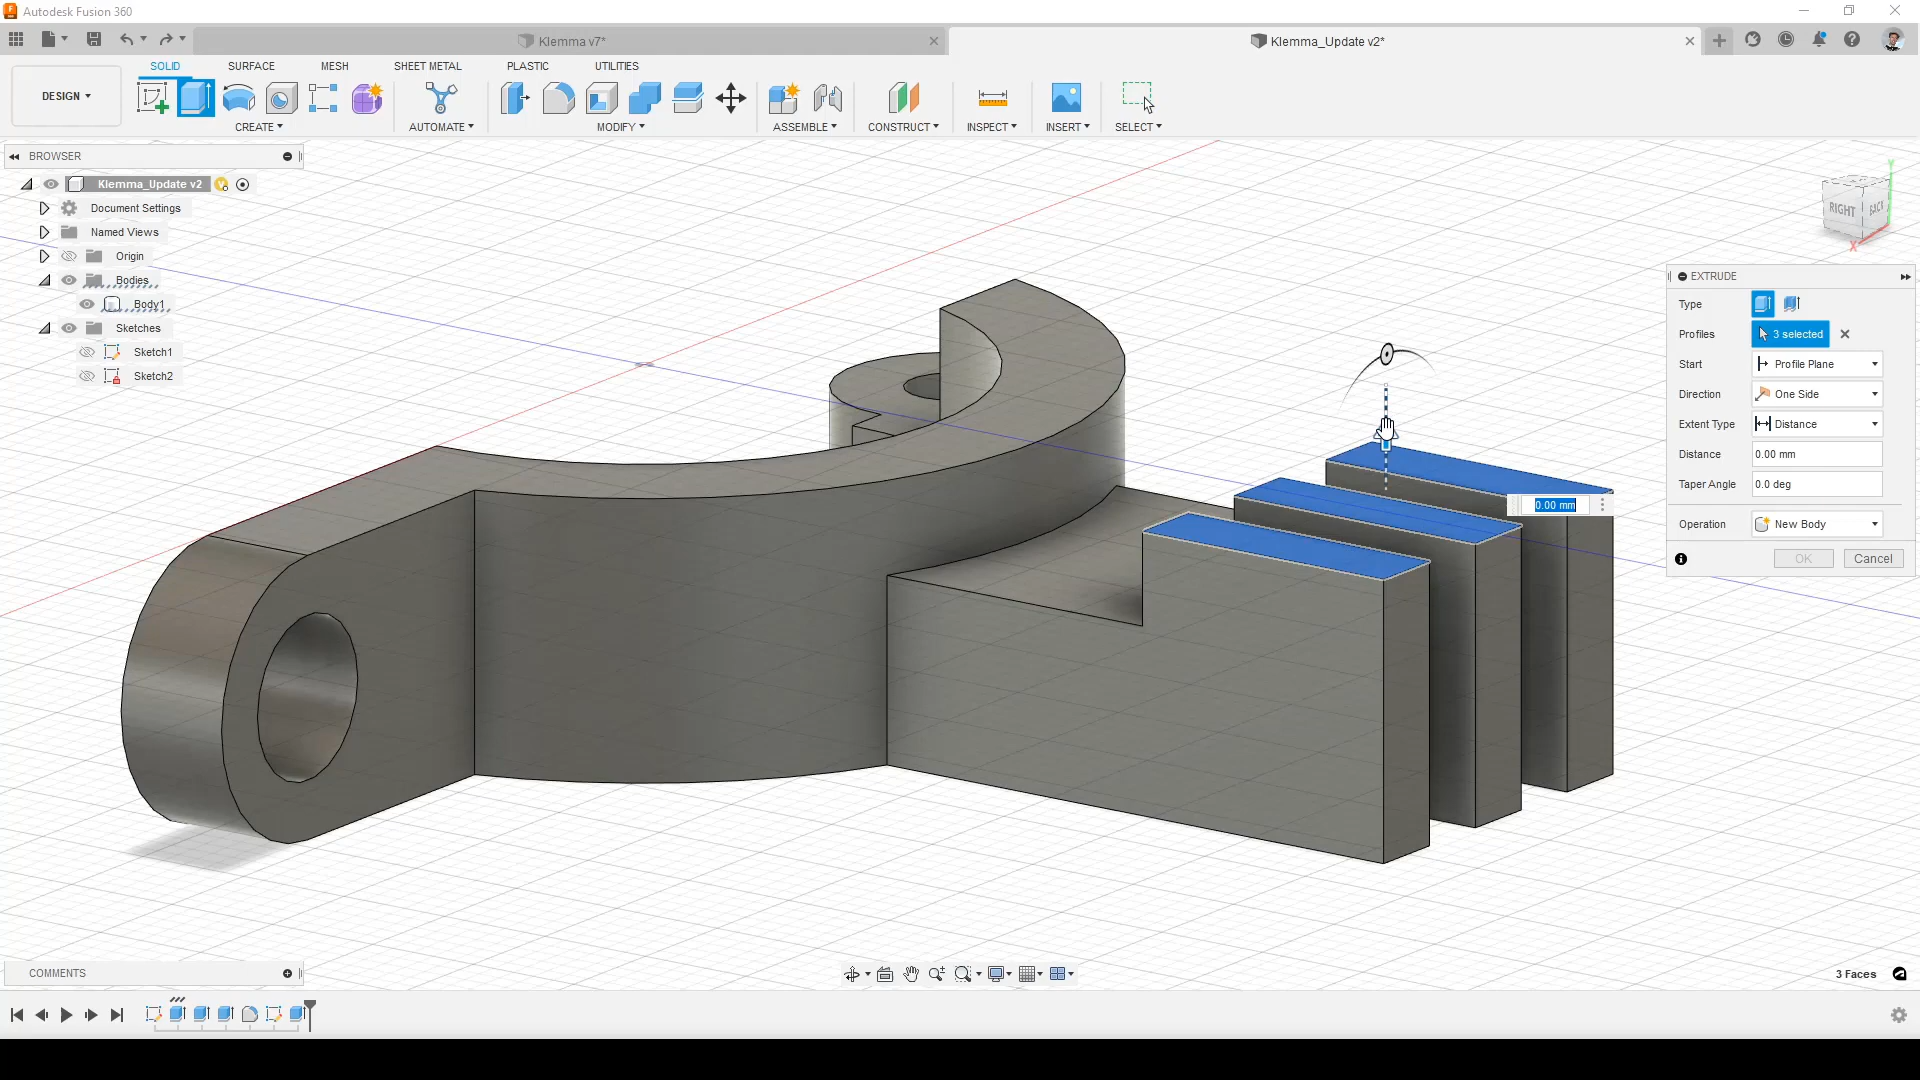 Autodesk Fusion 360
Klemma v7*
Klemma_Update v2*
DESIGN
SOLID
SURFACE
MESH
SHEET METAL
PLASTIC
UTILITIES
CREATE
AUTOMATE
MODIFY
ASSEMBLE
CONSTRUCT
INSPECT
INSERT
SELECT
BROWSER
Klemma_Update v2
Document Settings
Named Views
Origin
Bodies
Body1
Sketches
Sketch1
Sketch2
RIGHT
BACK
Y
X
EXTRUDE
Type
Profiles 3 selected
Start Profile Plane
Direction One Side
Extent Type Distance
Distance 0.00 mm
Taper Angle 0.0 deg
Operation New Body
OK Cancel
0.00 mm
COMMENTS
3 Faces